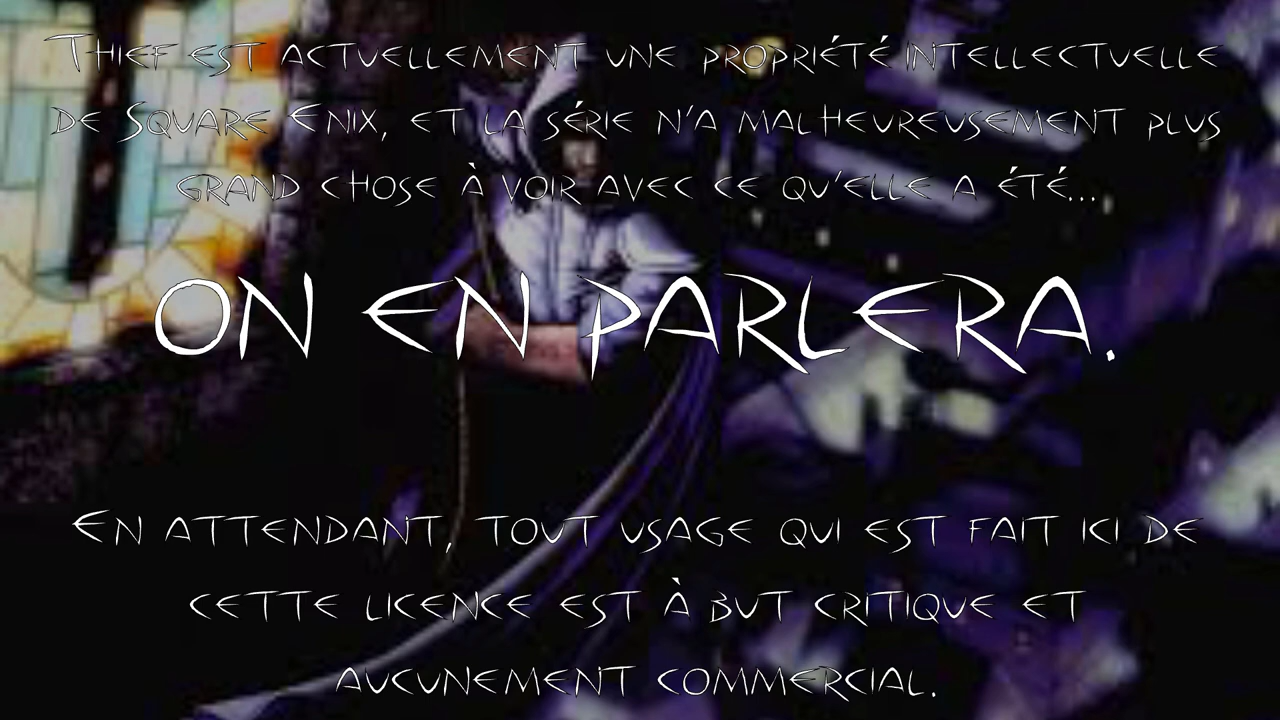 Thief est actuellement une propriété intellectuelle
de Square Enix, et la série n'a malheureusement plus
grand chose à voir avec ce qu'elle a été...
ON EN PARLERA.
En attendant, tout usage qui est fait ici de
cette licence est à but critique et
aucunement commercial.